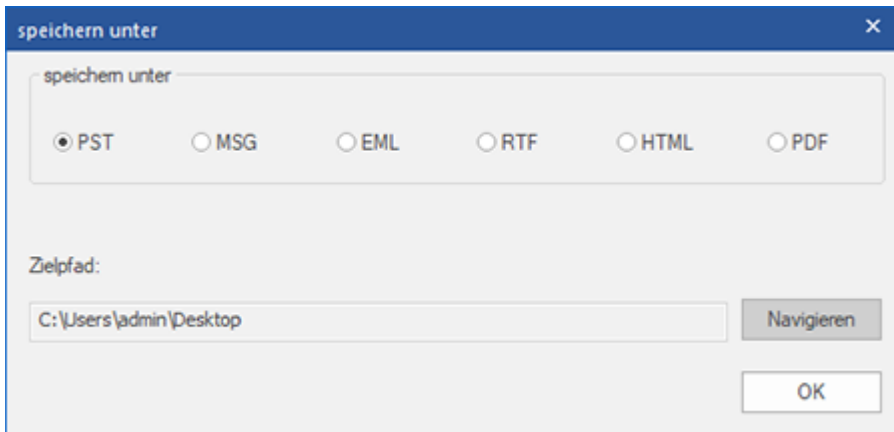 speichern unter
speichern unter
PST MSG EML RTF HTML PDF
Zielpfad:
C:\Users\admin\Desktop Navigieren
OK